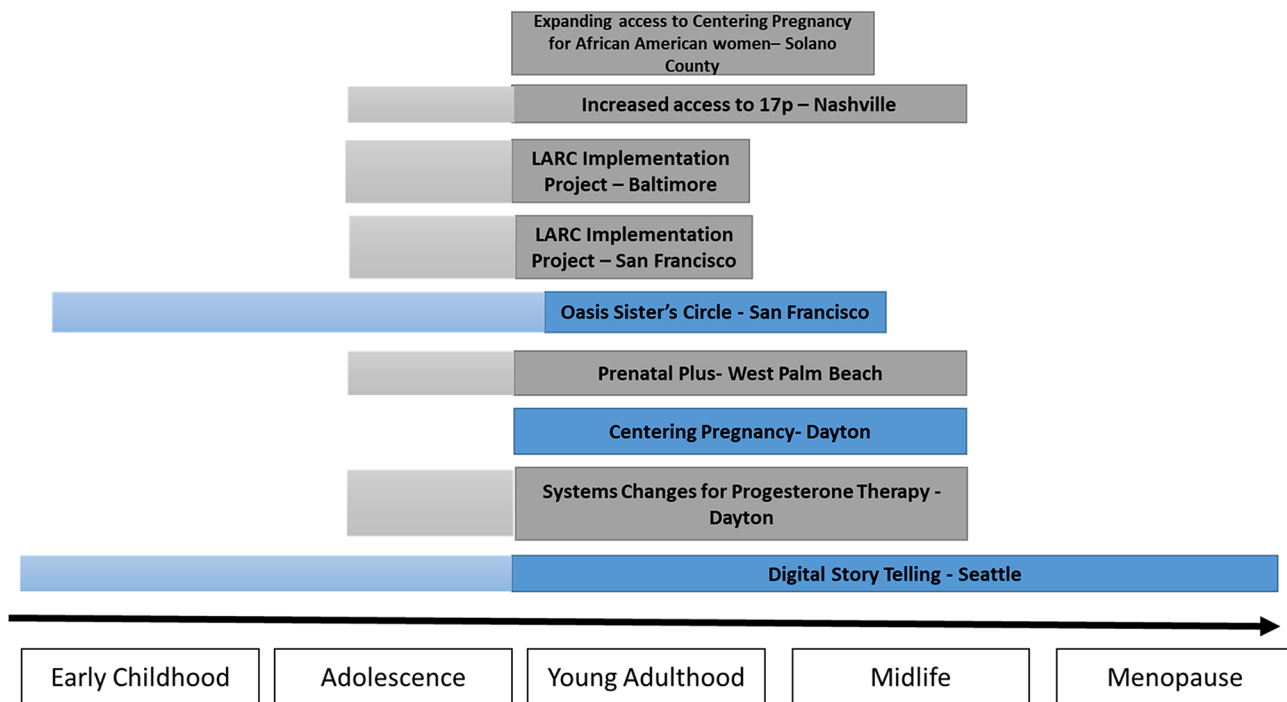 Expanding access to Centering Pregnancy
for African American women– Solano
County
Increased access to 17p – Nashville
LARC Implementation
Project – Baltimore
LARC Implementation
Project – San Francisco
Oasis Sister’s Circle - San Francisco
Prenatal Plus- West Palm Beach
Centering Pregnancy- Dayton
Systems Changes for Progesterone Therapy -
Dayton
Digital Story Telling - Seattle
Early Childhood
Adolescence
Young Adulthood
Midlife
Menopause